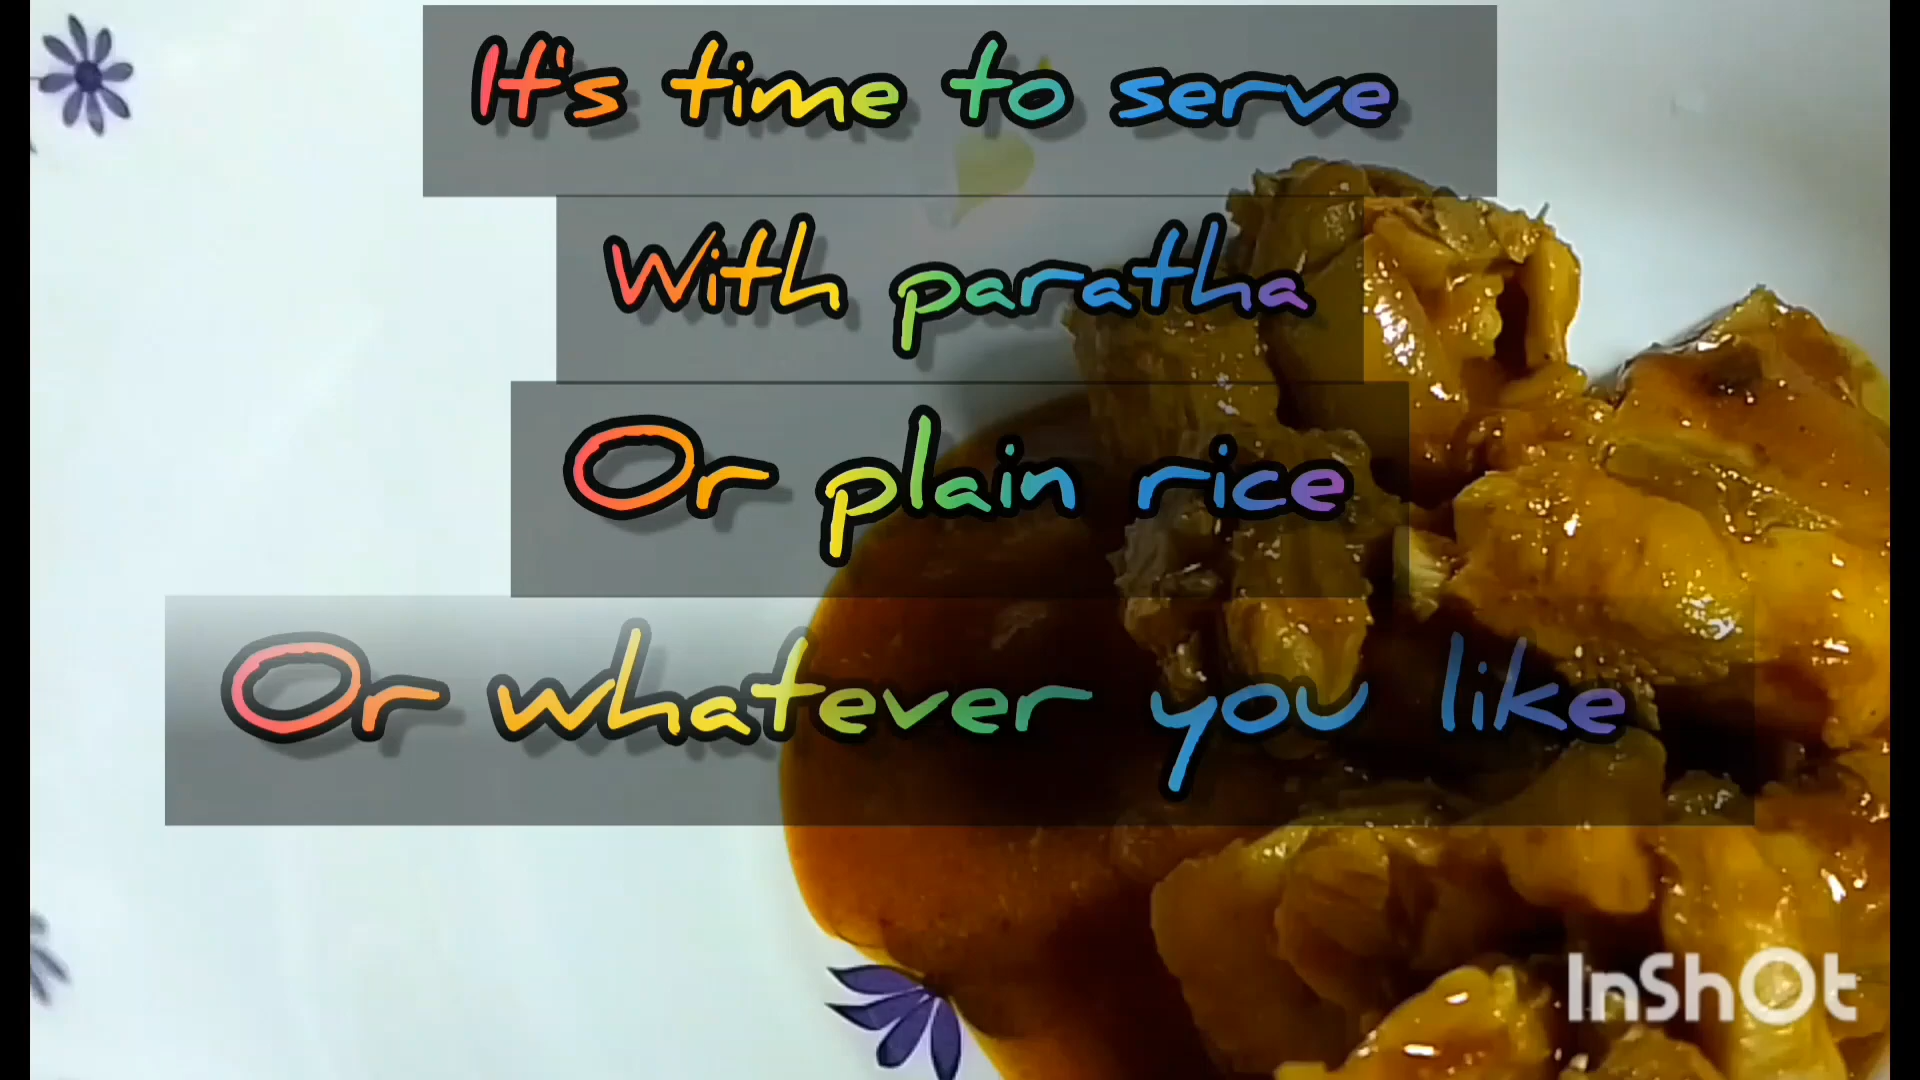 It's time to serve
With paratha
Or plain rice
Or whatever you like
InShOt